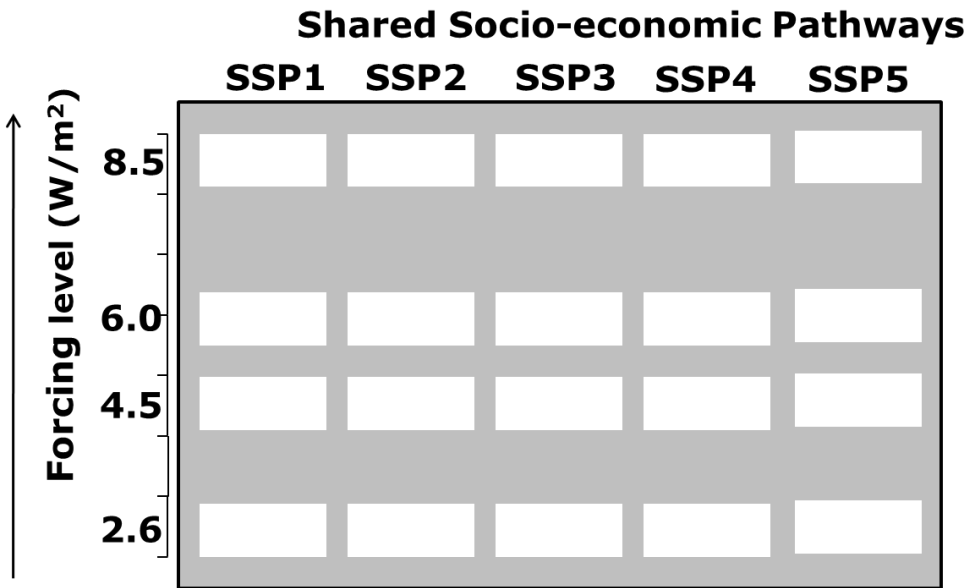 Shared Socio-economic Pathways
SSP1 SSP2 SSP3 SSP4 SSP5
Forcing level (W/m²)
8.5
6.0
4.5
2.6